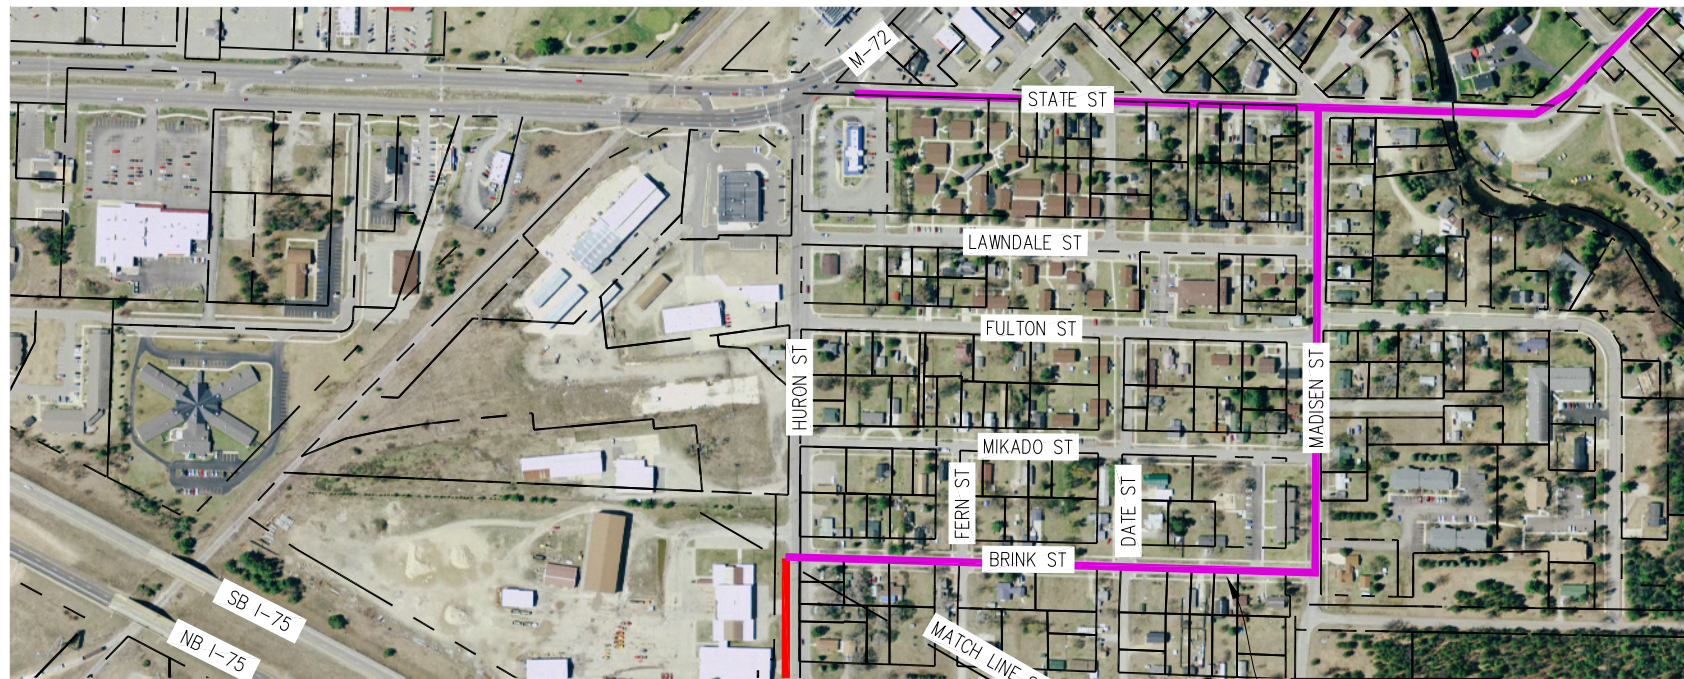 M-72
STATE ST
LAWNDALE ST
FULTON ST
HURON ST
MADISEN ST
MIKADO ST
FERN ST
DATE ST
BRINK ST
SB I-75
NB I-75
MATCH LINE